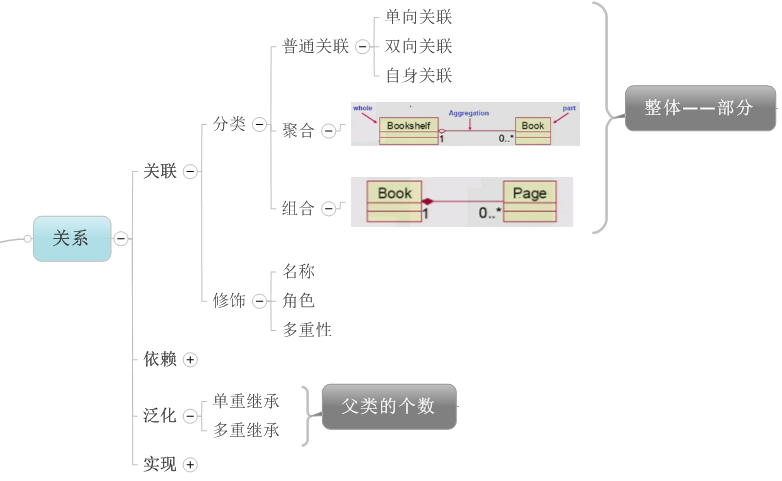 关系
关联
分类
普通关联
单向关联
双向关联
自身关联
聚合
whole
Aggregation
part
Bookshelf
Book
1
0..*
组合
Book
Page
1
0..*
整体——部分
修饰
名称
角色
多重性
依赖
泛化
单重继承
多重继承
父类的个数
实现